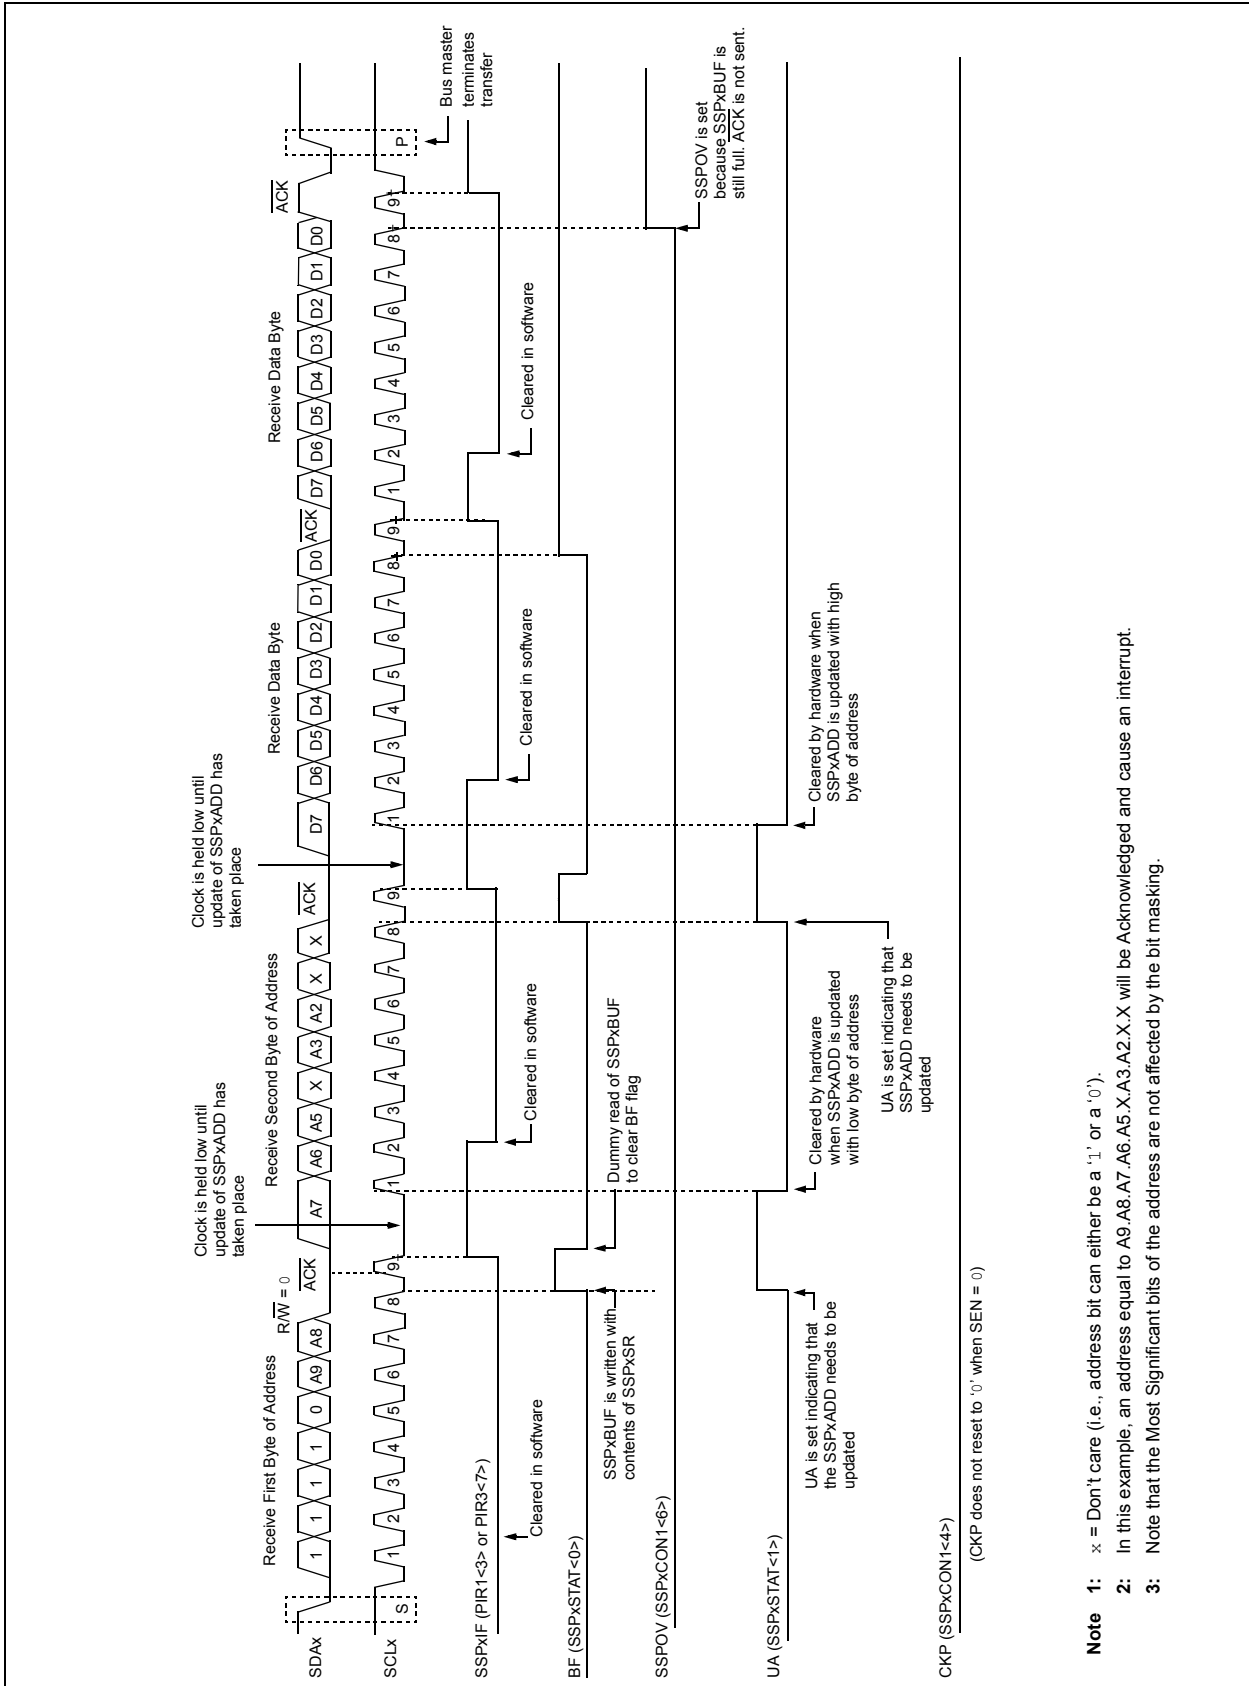 Receive First Byte of Address
R/W = 0
ACK
Clock is held low until
update of SSPxADD has
taken place
Receive Second Byte of Address
ACK
Clock is held low until
update of SSPxADD has
taken place
Receive Data Byte
ACK
Receive Data Byte
ACK
SDAx
1 1 1 1 0 A9 A8
A7 A6 A5 X A3 A2 X X
D7 D6 D5 D4 D3 D2 D1 D0
D7 D6 D5 D4 D3 D2 D1 D0
SCLx
S
1 2 3 4 5 6 7 8 9
1 2 3 4 5 6 7 8 9
1 2 3 4 5 6 7 8 9
1 2 3 4 5 6 7 8 9
P
Bus master
terminates
transfer
SSPxIF (PIR1<3> or PIR3<7>)
Cleared in software
Cleared in software
Cleared in software
Cleared in software
BF (SSPxSTAT<0>)
SSPxBUF is written with
contents of SSPxSR
Dummy read of SSPxBUF
to clear BF flag
SSPOV (SSPxCON1<6>)
SSPOV is set
because SSPxBUF is
still full. ACK is not sent.
UA (SSPxSTAT<1>)
UA is set indicating that
the SSPxADD needs to be
updated
Cleared by hardware
when SSPxADD is updated
with low byte of address
UA is set indicating that
SSPxADD needs to be
updated
Cleared by hardware when
SSPxADD is updated with high
byte of address
CKP (SSPxCON1<4>)
(CKP does not reset to ‘0’ when SEN = 0)
Note 1: x = Don’t care (i.e., address bit can either be a ‘1’ or a ‘0’).
2: In this example, an address equal to A9.A8.A7.A6.A5.X.A3.A2.X.X will be Acknowledged and cause an interrupt.
3: Note that the Most Significant bits of the address are not affected by the bit masking.